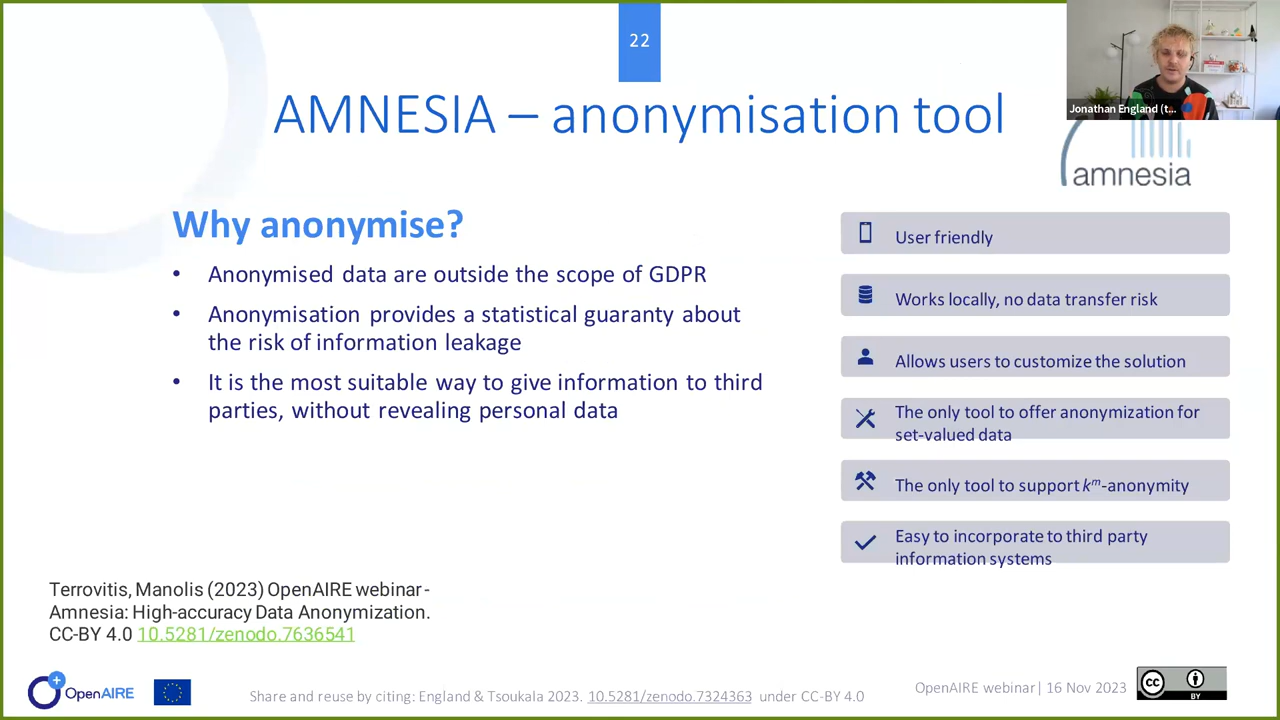 22
Jonathan England (t...
AMNESIA – anonymisation tool
amnesia
Why anonymise?
• Anonymised data are outside the scope of GDPR
• Anonymisation provides a statistical guaranty about
the risk of information leakage
• It is the most suitable way to give information to third
parties, without revealing personal data
User friendly
Works locally, no data transfer risk
Allows users to customize the solution
The only tool to offer anonymization for
set-valued data
The only tool to support kᵐ-anonymity
Easy to incorporate to third party
information systems
Terrovitis, Manolis (2023) OpenAIRE webinar -
Amnesia: High-accuracy Data Anonymization.
CC-BY 4.0 10.5281/zenodo.7636541
OpenAIRE
Share and reuse by citing: England & Tsoukala 2023. 10.5281/zenodo.7324363 under CC-BY 4.0
OpenAIRE webinar| 16 Nov 2023
cc
BY